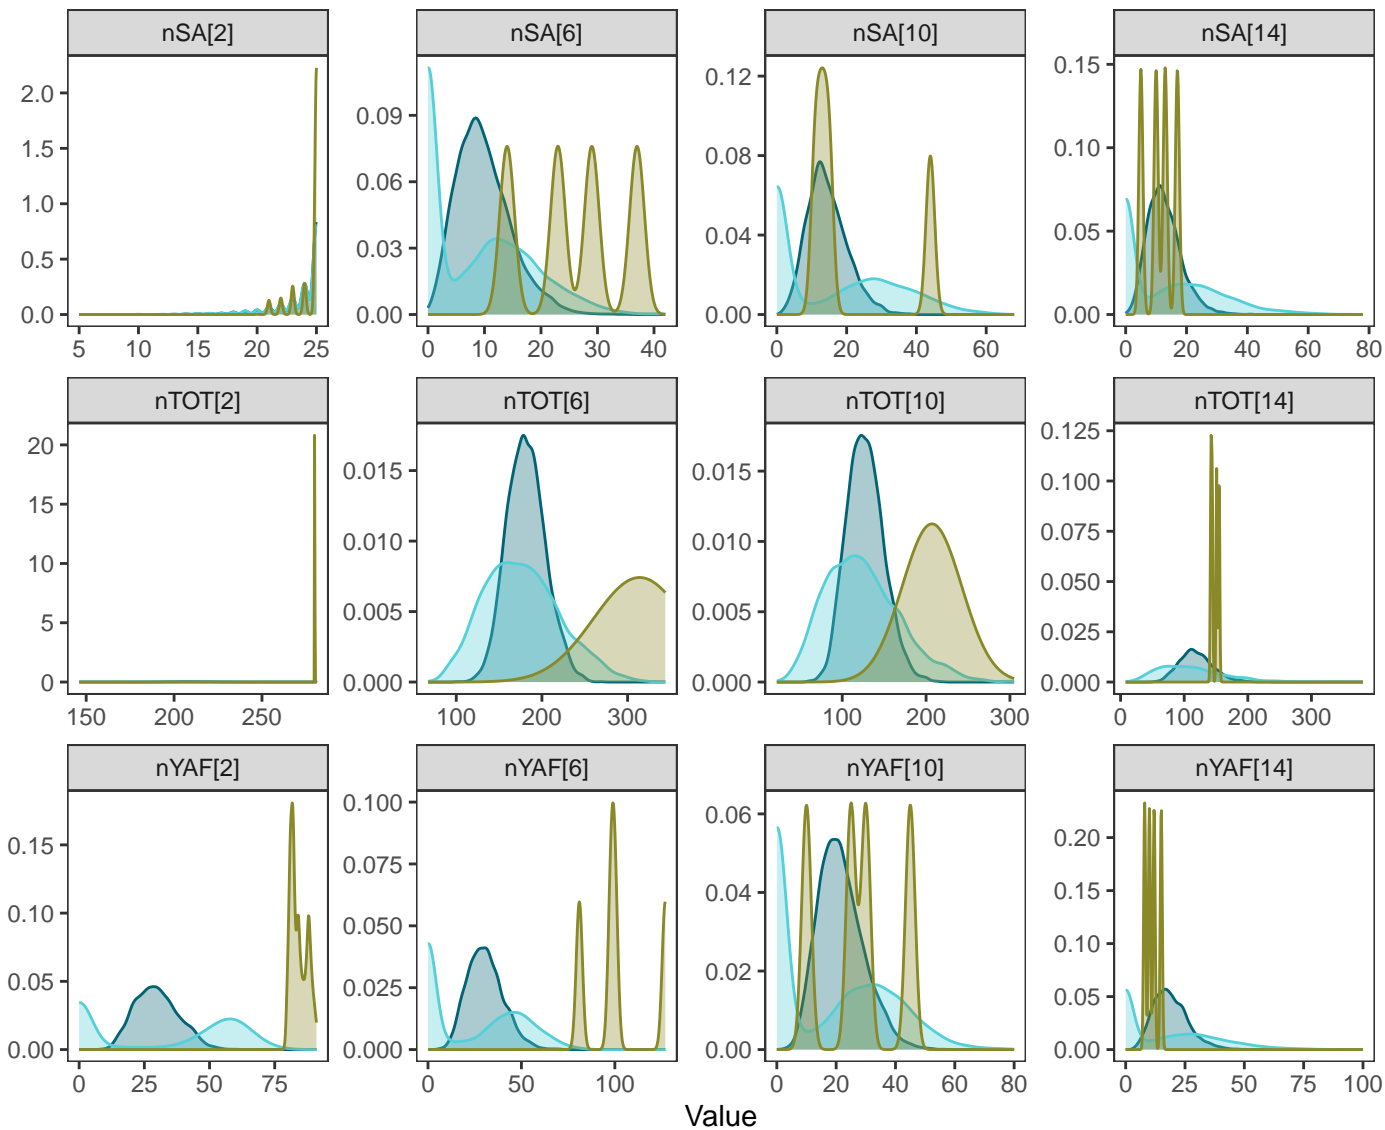 nSA[2] nSA[6] nSA[10] nSA[14]
2.0 1.5 1.0 0.5 0.0
0.09 0.06 0.03 0.00
0.12 0.08 0.04 0.00
0.15 0.10 0.05 0.00
5 10 15 20 25 0 10 20 30 40 0 20 40 60 0 20 40 60 80
nTOT[2] nTOT[6] nTOT[10] nTOT[14]
20 15 10 5 0
0.015 0.010 0.005 0.000
0.015 0.010 0.005 0.000
0.125 0.100 0.075 0.050 0.025 0.000
150 200 250 100 200 300 100 200 300 0 100 200 300
nYAF[2] nYAF[6] nYAF[10] nYAF[14]
0.15 0.10 0.05 0.00
0.100 0.075 0.050 0.025 0.000
0.06 0.04 0.02 0.00
0.20 0.15 0.10 0.05 0.00
0 25 50 75 0 50 100 0 20 40 60 80 0 25 50 75 100
Value